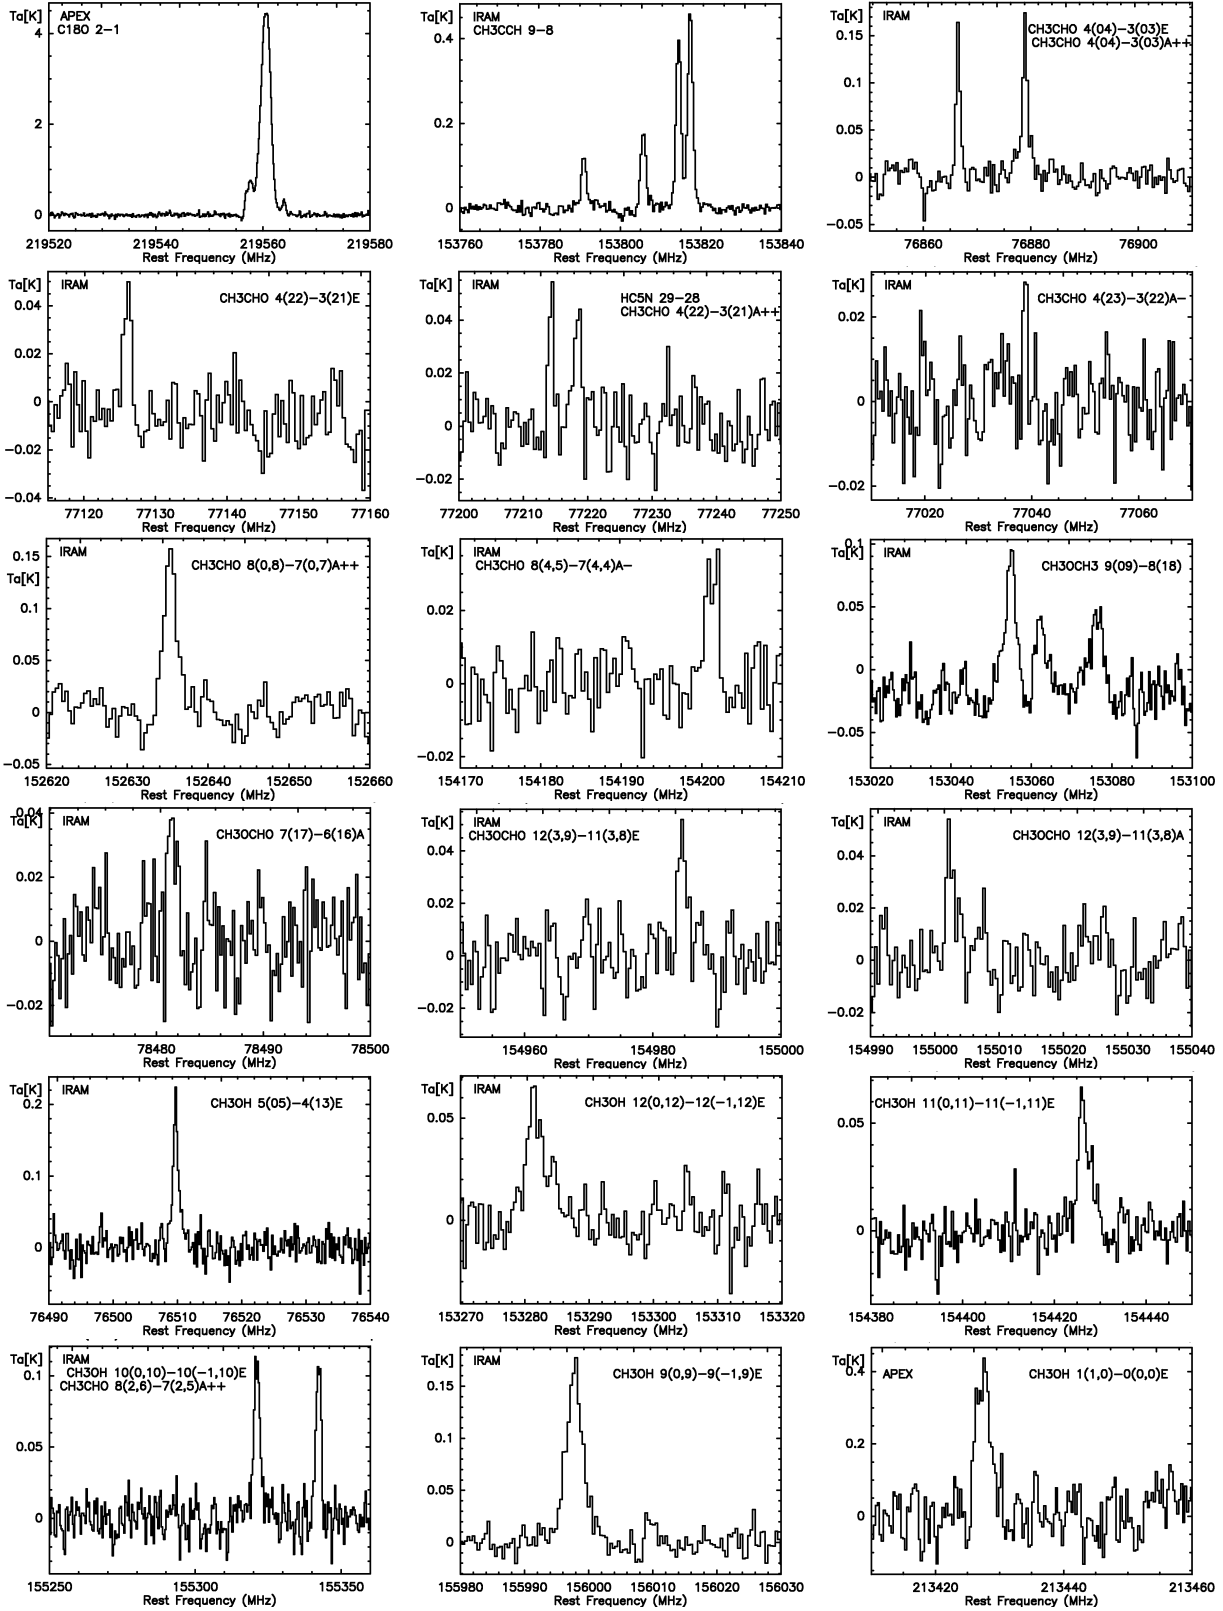 Ta[K] APEX
C18O 2-1
4
2
0
219520 219540 219560 219580
Rest Frequency (MHz)
Ta[K] IRAM
CH3CCH 9-8
0.4
0.2
0
153760 153780 153800 153820 153840
Rest Frequency (MHz)
Ta[K] IRAM
CH3CHO 4(04)-3(03)E
CH3CHO 4(04)-3(03)A++
0.15
0.1
0.05
0
-0.05
76860 76880 76900
Rest Frequency (MHz)
Ta[K] IRAM
CH3CHO 4(22)-3(21)E
0.04
0.02
0
-0.02
-0.04
77120 77130 77140 77150 77160
Rest Frequency (MHz)
Ta[K] IRAM
HC5N 29-28
CH3CHO 4(22)-3(21)A++
0.04
0.02
0
-0.02
77200 77210 77220 77230 77240 77250
Rest Frequency (MHz)
Ta[K] IRAM
CH3CHO 4(23)-3(22)A-
0.02
0
-0.02
77020 77040 77060
Rest Frequency (MHz)
IRAM
0.15
CH3CHO 8(0,8)-7(0,7)A++
Ta[K]
0.1
0.05
0
-0.05
152620 152630 152640 152650 152660
Rest Frequency (MHz)
Ta[K] IRAM
CH3CHO 8(4,5)-7(4,4)A-
0.02
0
-0.02
154170 154180 154190 154200 154210
Rest Frequency (MHz)
0.1
Ta[K] IRAM
CH3OCH3 9(09)-8(18)
0.05
0
-0.05
153020 153040 153060 153080 153100
Rest Frequency (MHz)
0.04
Ta[K] IRAM
CH3OCHO 7(17)-6(16)A
0.02
0
-0.02
78480 78490 78500
Rest Frequency (MHz)
Ta[K] IRAM
CH3OCHO 12(3,9)-11(3,8)E
0.04
0.02
0
-0.02
154960 154980 155000
Rest Frequency (MHz)
Ta[K] IRAM
CH3OCHO 12(3,9)-11(3,8)A
0.04
0.02
0
-0.02
154990 155000 155010 155020 155030 155040
Rest Frequency (MHz)
Ta[K] IRAM
0.2
CH3OH 5(05)-4(13)E
0.1
0
76490 76500 76510 76520 76530 76540
Rest Frequency (MHz)
Ta[K] IRAM
CH3OH 12(0,12)-12(-1,12)E
0.05
0
153270 153280 153290 153300 153310 153320
Rest Frequency (MHz)
Ta[K]
CH3OH 11(0,11)-11(-1,11)E
0.05
0
154380 154400 154420 154440
Rest Frequency (MHz)
Ta[K] IRAM
CH3OH 10(0,10)-10(-1,10)E
CH3CHO 8(2,6)-7(2,5)A++
0.1
0.05
0
155250 155300 155350
Rest Frequency (MHz)
Ta[K] IRAM
CH3OH 9(0,9)-9(-1,9)E
0.15
0.1
0.05
0
155980 155990 156000 156010 156020 156030
Rest Frequency (MHz)
Ta[K]
APEX
CH3OH 1(1,0)-0(0,0)E
0.4
0.2
0
213420 213440 213460
Rest Frequency (MHz)